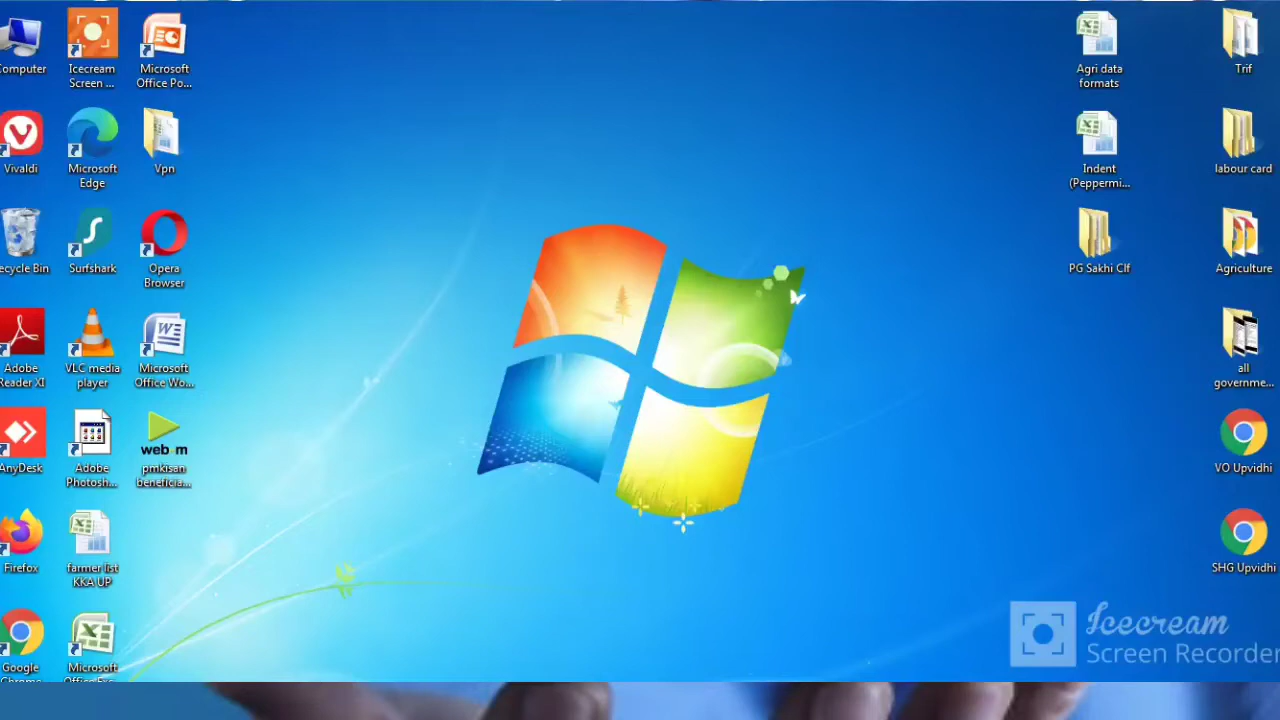 Computer
Icecream
Screen ...
Microsoft
Office Po...
Vivaldi
Microsoft
Edge
Vpn
ecycle Bin
Surfshark
Opera
Browser
Adobe
Reader XI
VLC media
player
Microsoft
Office Wo...
AnyDesk
Adobe
Photosh...
web m
pmkisan
beneficia...
Firefox
farmer list
KKA UP
Google
Chrome
Microsoft
Office Exc...
Agri data
formats
Trif
Indent
(Peppermi...
labour card
PG Sakhi Clf
Agriculture
all
governme...
VO Upvidhi
SHG Upvidhi
Icecream
Screen Recorder